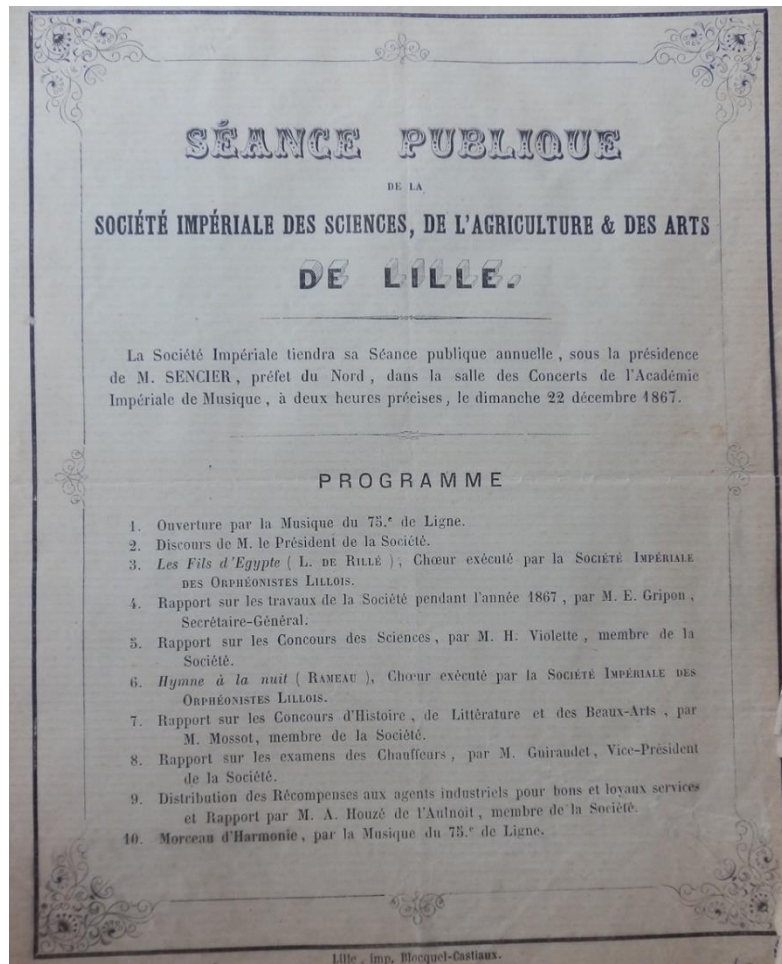 SÉANCE PUBLIQUE
DE LA
SOCIÉTÉ IMPÉRIALE DES SCIENCES, DE L'AGRICULTURE & DES ARTS
DE LILLE.
La Société Impériale tiendra sa Séance publique annuelle, sous la présidence
de M. SENCIER, préfet du Nord, dans la salle des Concerts de l'Académie
Impériale de Musique, à deux heures précises, le dimanche 22 décembre 1867.
PROGRAMME
1. Ouverture par la Musique du 75.e de Ligne.
2. Discours de M. le Président de la Société.
3. Les Fils d'Egypte ( L. DE RILLÉ ), Chœur exécuté par la SOCIÉTÉ IMPÉRIALE
DES ORPHÉONISTES LILLOIS.
4. Rapport sur les travaux de la Société pendant l'année 1867, par M. E. Gripon,
Secrétaire-Général.
5. Rapport sur les Concours des Sciences, par M. H. Violette, membre de la
Société.
6. Hymne à la nuit ( RAMEAU ), Chœur exécuté par la SOCIÉTÉ IMPÉRIALE DES
ORPHÉONISTES LILLOIS.
7. Rapport sur les Concours d'Histoire, de Littérature et des Beaux-Arts, par
M. Mossot, membre de la Société.
8. Rapport sur les examens des Chauffeurs, par M. Guiraudet, Vice-Président
de la Société.
9. Distribution des Récompenses aux agents industriels pour bons et loyaux services
et Rapport par M. A. Houzé de l'Aulnoit, membre de la Société.
10. Morceau d'Harmonie, par la Musique du 75.e de Ligne.
Lille, imp. Blocquel-Castiaux.